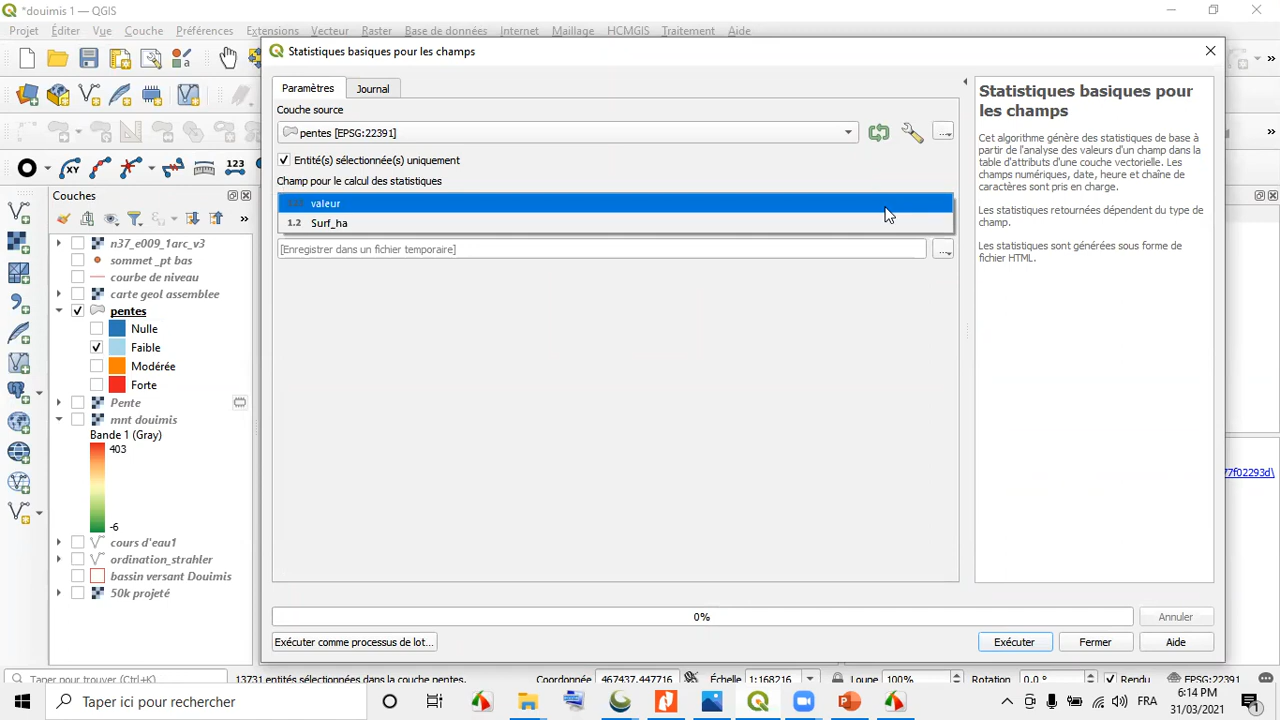 *douimis 1 — QGIS
Projet Éditer Vue Couche Préférences Extensions Vecteur Raster Base de données Internet Maillage HCMGIS Traitement Aide
Statistiques basiques pour les champs
Paramètres
Journal
Couche source
pentes [EPSG:22391]
Entité(s) sélectionnée(s) uniquement
Champ pour le calcul des statistiques
123 valeur
1.2 Surf_ha
[Enregistrer dans un fichier temporaire]
0%
Annuler
Exécuter comme processus de lot...
Exécuter
Fermer
Aide
Statistiques basiques pour
les champs
Cet algorithme génère des statistiques de base à
partir de l'analyse des valeurs d'un champ dans la
table d'attributs d'une couche vectorielle. Les
champs numériques, date, heure et chaîne de
caractères sont pris en charge.
Les statistiques retournées dépendent du type de
champ.
Les statistiques sont générées sous forme de
fichier HTML.
123
Couches
n37_e009_1arc_v3
sommet _pt bas
courbe de niveau
carte geol assemblee
pentes
Nulle
Faible
Modérée
Forte
Pente
mnt douimis
Bande 1 (Gray)
403
-6
cours d'eau1
ordination_strahler
bassin versant Douimis
50k projeté
77f02293d\
Taper pour trouver (Ctrl+K)
13731 entités sélectionnées dans la couche pentes.
Coordonnée 467437,447716
Échelle 1:168216
Loupe 100%
Rotation 0,0 °
Rendu
EPSG:22391
Taper ici pour rechercher
FRA
6:14 PM
31/03/2021
1